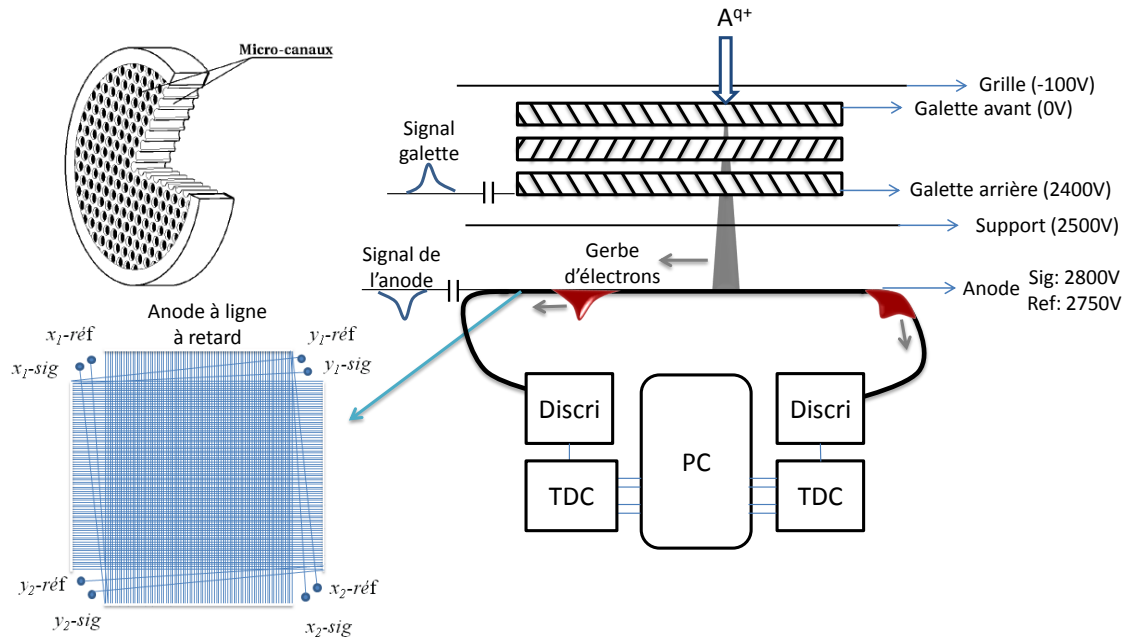 Micro-canaux
A^q+
Grille (-100V)
Galette avant (0V)
Signal
galette
Galette arrière (2400V)
Support (2500V)
Signal de
l'anode
Gerbe
d'électrons
Anode
Sig: 2800V
Ref: 2750V
Anode à ligne
à retard
x1-réf
y1-réf
x1-sig
y1-sig
Discri
Discri
PC
TDC
TDC
y2-réf
x2-réf
y2-sig
x2-sig